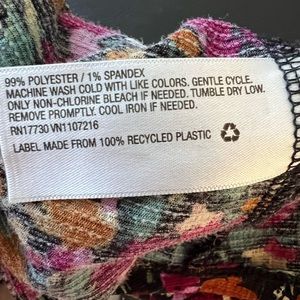 99% POLYESTER / 1% SPANDEX
MACHINE WASH COLD WITH LIKE COLORS. GENTLE CYCLE.
ONLY NON-CHLORINE BLEACH IF NEEDED. TUMBLE DRY LOW.
REMOVE PROMPTLY. COOL IRON IF NEEDED.
RN17730 VN1107216
LABEL MADE FROM 100% RECYCLED PLASTIC